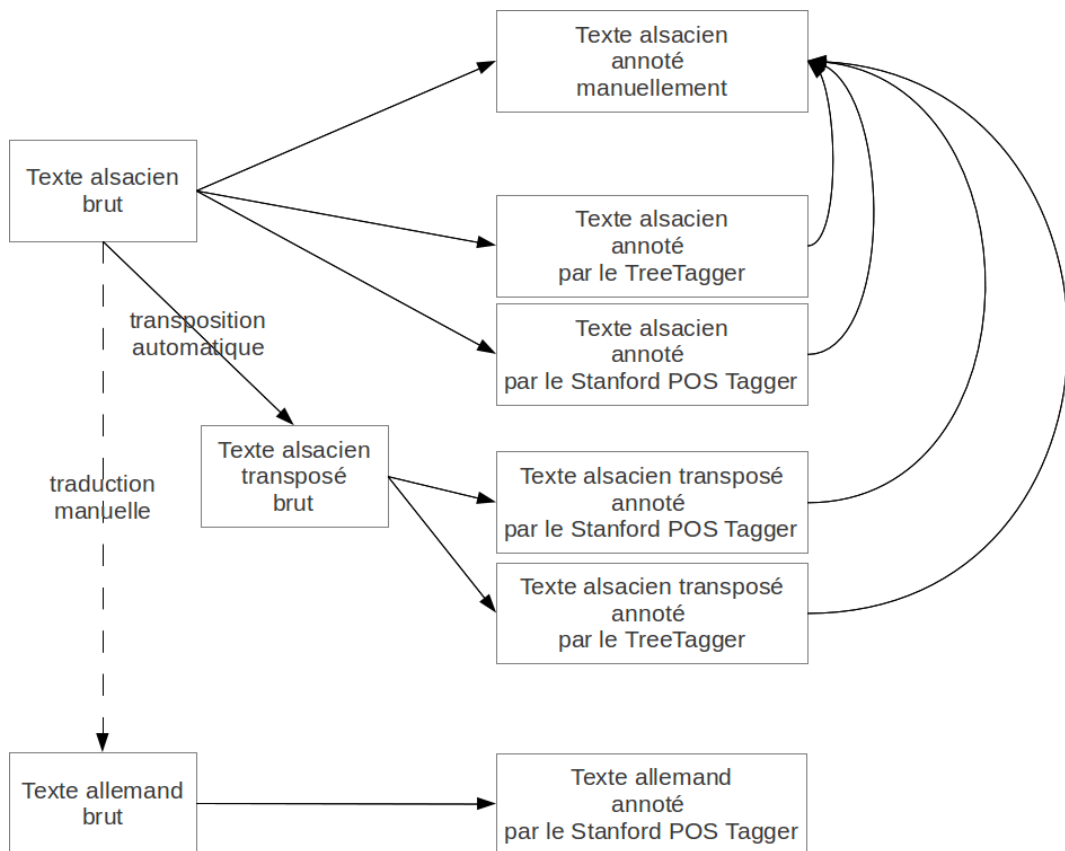 Texte alsacien
annoté
manuellement
Texte alsacien
brut
Texte alsacien
annoté
par le TreeTagger
Texte alsacien
annoté
par le Stanford POS Tagger
transposition
automatique
Texte alsacien
transposé
brut
traduction
manuelle
Texte alsacien transposé
annoté
par le Stanford POS Tagger
Texte alsacien transposé
annoté
par le TreeTagger
Texte allemand
brut
Texte allemand
annoté
par le Stanford POS Tagger